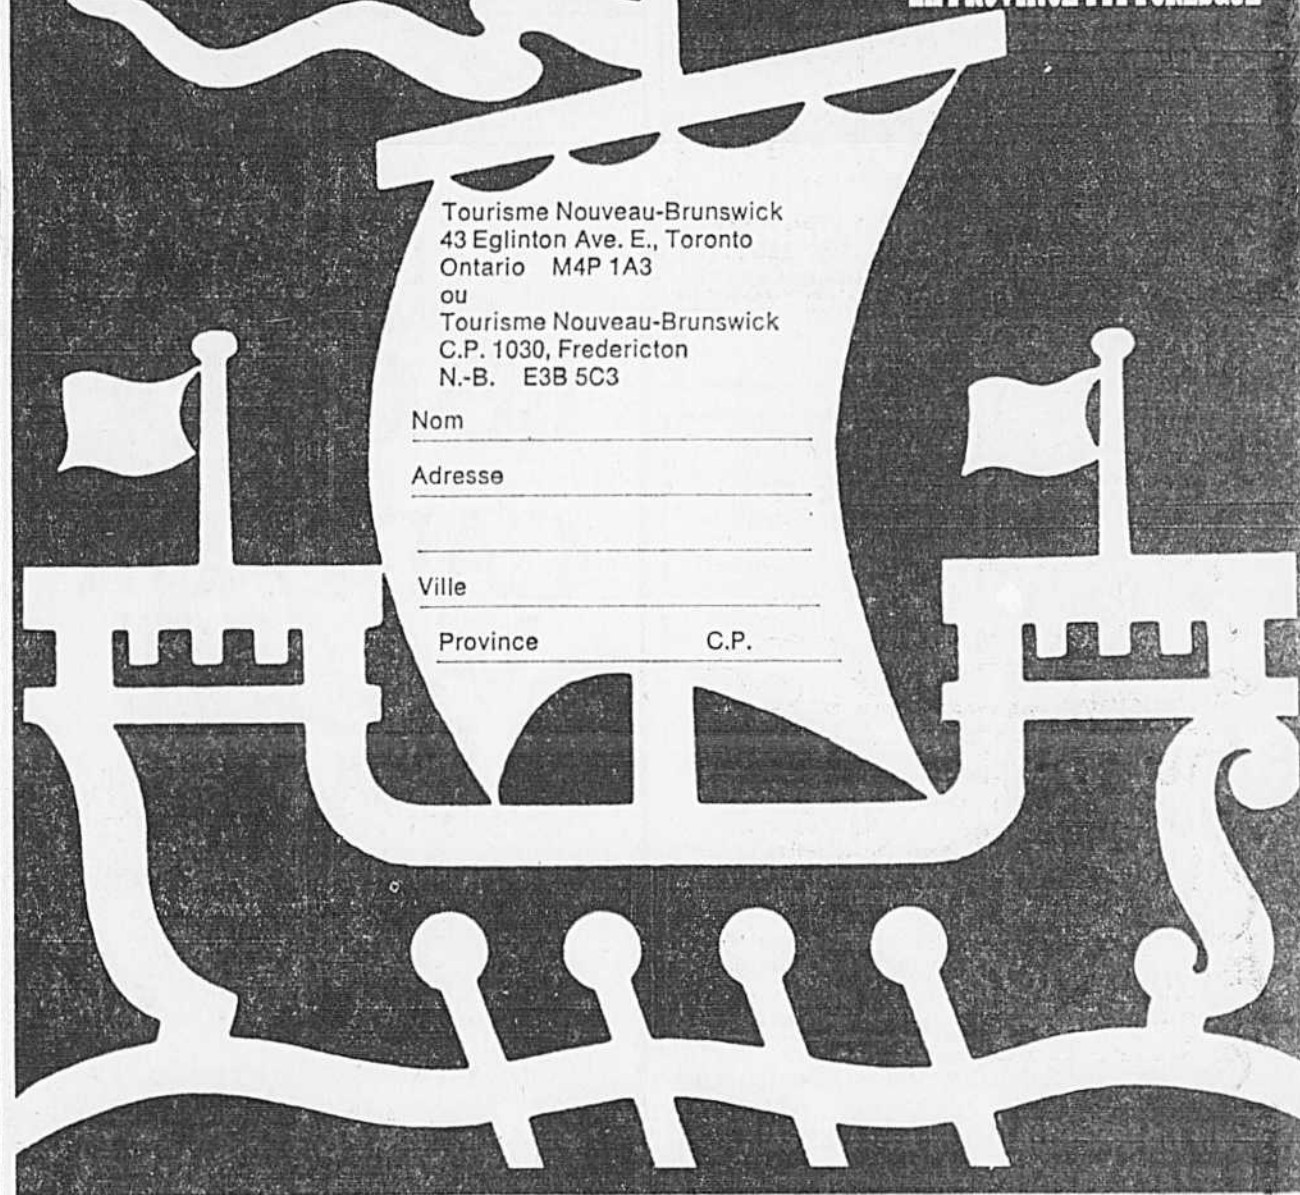 Tourisme Nouveau-Brunswick
43 Eglinton Ave. E., Toronto
Ontario M4P 1A3
ou
Tourisme Nouveau-Brunswick
C.P. 1030, Fredericton
N.-B. E3B 5C3
Nom
Adresse
Ville
Province C.P.